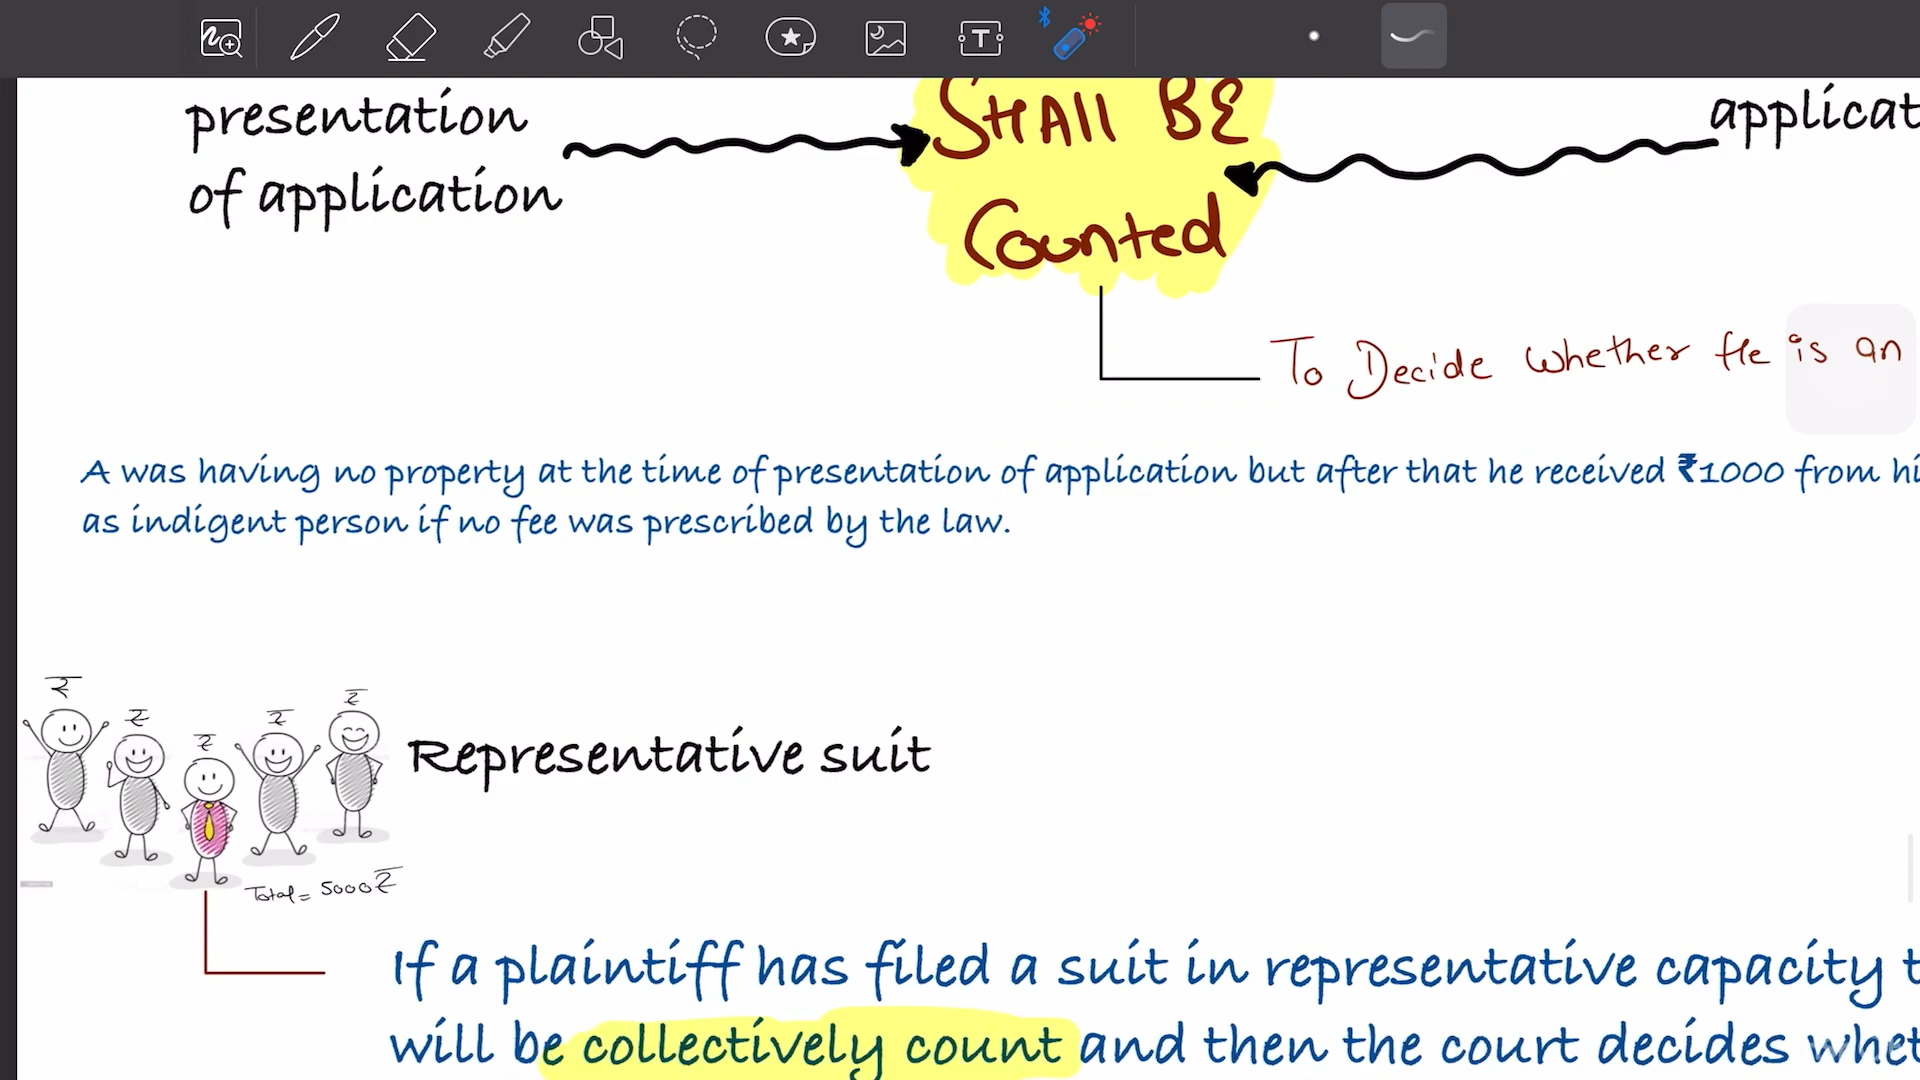 presentation
of application
SHALL BE
Counted
applicat
To Decide whether He is an
A was having no property at the time of presentation of application but after that he received ₹1000 from hi
as indigent person if no fee was prescribed by the law.
₹
₹
₹
₹
₹
Representative suit
Total = 5000₹
If a plaintiff has filed a suit in representative capacity t
will be collectively count and then the court decides whet